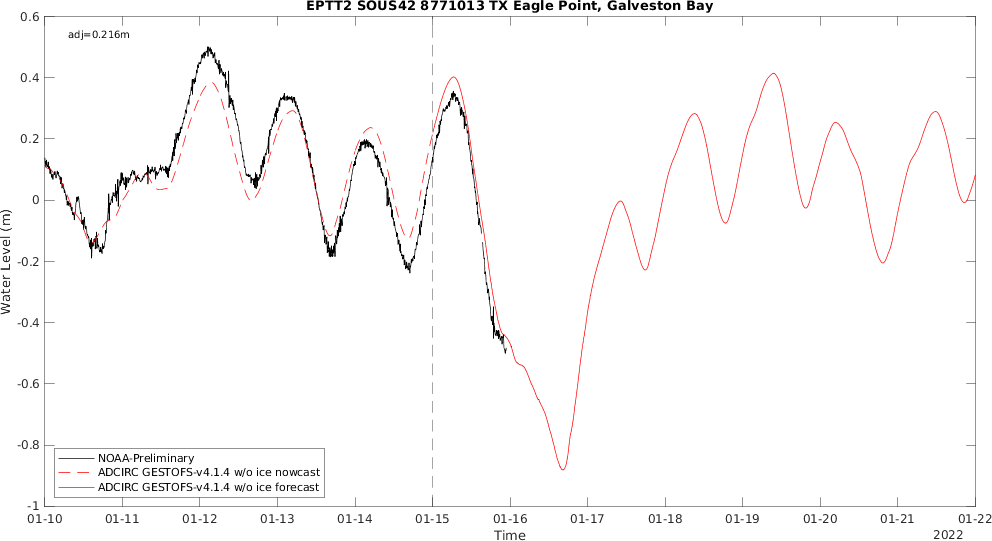 EPTT2 SOUS42 8771013 TX Eagle Point, Galveston Bay
adj=0.216m
0.6
0.4
0.2
0
-0.2
-0.4
-0.6
-0.8
-1
Water Level (m)
NOAA-Preliminary
ADCIRC GESTOFS-v4.1.4 w/o ice nowcast
ADCIRC GESTOFS-v4.1.4 w/o ice forecast
01-10 01-11 01-12 01-13 01-14 01-15 01-16 01-17 01-18 01-19 01-20 01-21 01-22
Time
2022